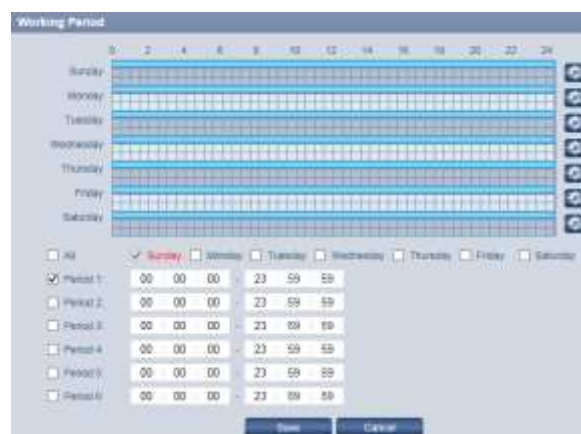 Working Period
0 2 4 6 8 10 12 14 16 18 20 22 24
Sunday
Monday
Tuesday
Wednesday
Thursday
Friday
Saturday
All Sunday Monday Tuesday Wednesday Thursday Friday Saturday
Period 1 00 00 00 - 23 59 59
Period 2 00 00 00 - 23 59 59
Period 3 00 00 00 - 23 59 59
Period 4 00 00 00 - 23 59 59
Period 5 00 00 00 - 23 59 59
Period 6 00 00 00 - 23 59 59
Save Cancel